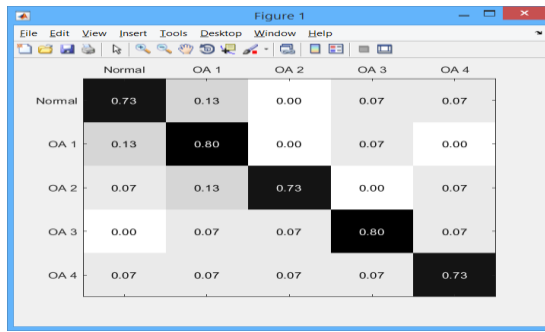 Figure 1
File Edit View Insert Tools Desktop Window Help
Normal OA 1 OA 2 OA 3 OA 4
Normal 0.73 0.13 0.00 0.07 0.07
OA 1 0.13 0.80 0.00 0.07 0.00
OA 2 0.07 0.13 0.73 0.00 0.07
OA 3 0.00 0.07 0.07 0.80 0.07
OA 4 0.07 0.07 0.07 0.07 0.73